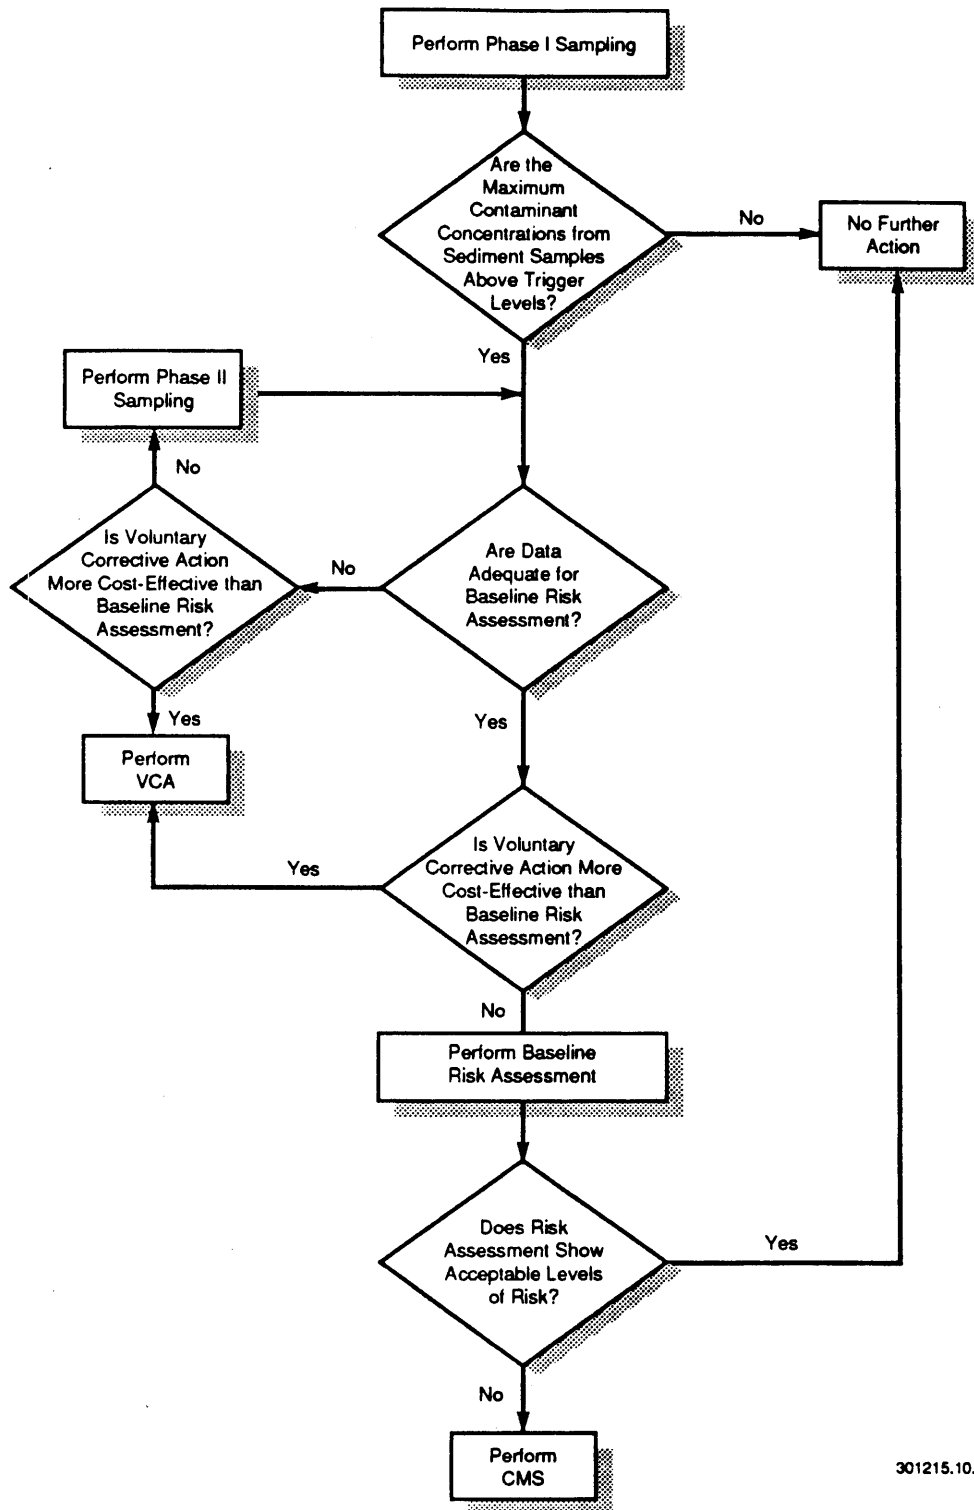 Perform Phase I Sampling
Are the
Maximum
Contaminant
Concentrations from
Sediment Samples
Above Trigger
Levels?
No
No Further
Action
Yes
Perform Phase II
Sampling
No
Is Voluntary
Corrective Action
More Cost-Effective than
Baseline Risk
Assessment?
No
Are Data
Adequate for
Baseline Risk
Assessment?
Yes
Perform
VCA
Yes
Yes
Is Voluntary
Corrective Action More
Cost-Effective than
Baseline Risk
Assessment?
No
Perform Baseline
Risk Assessment
Does Risk
Assessment Show
Acceptable Levels
of Risk?
Yes
No
Perform
CMS
301215.10.